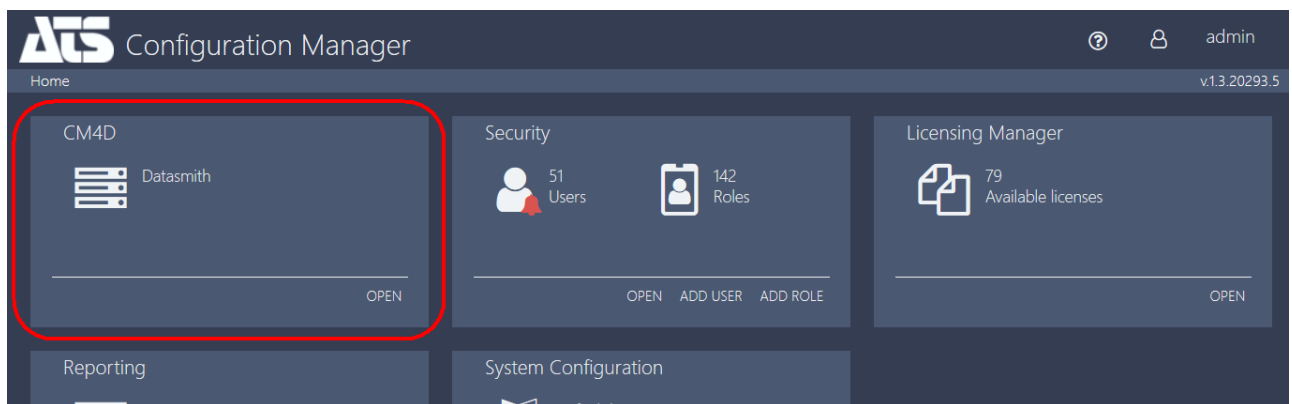 ATS Configuration Manager
admin
Home
v.1.3.20293.5
CM4D
Datasmith
OPEN
Security
51
Users
142
Roles
OPEN ADD USER ADD ROLE
Licensing Manager
79
Available licenses
OPEN
Reporting
System Configuration